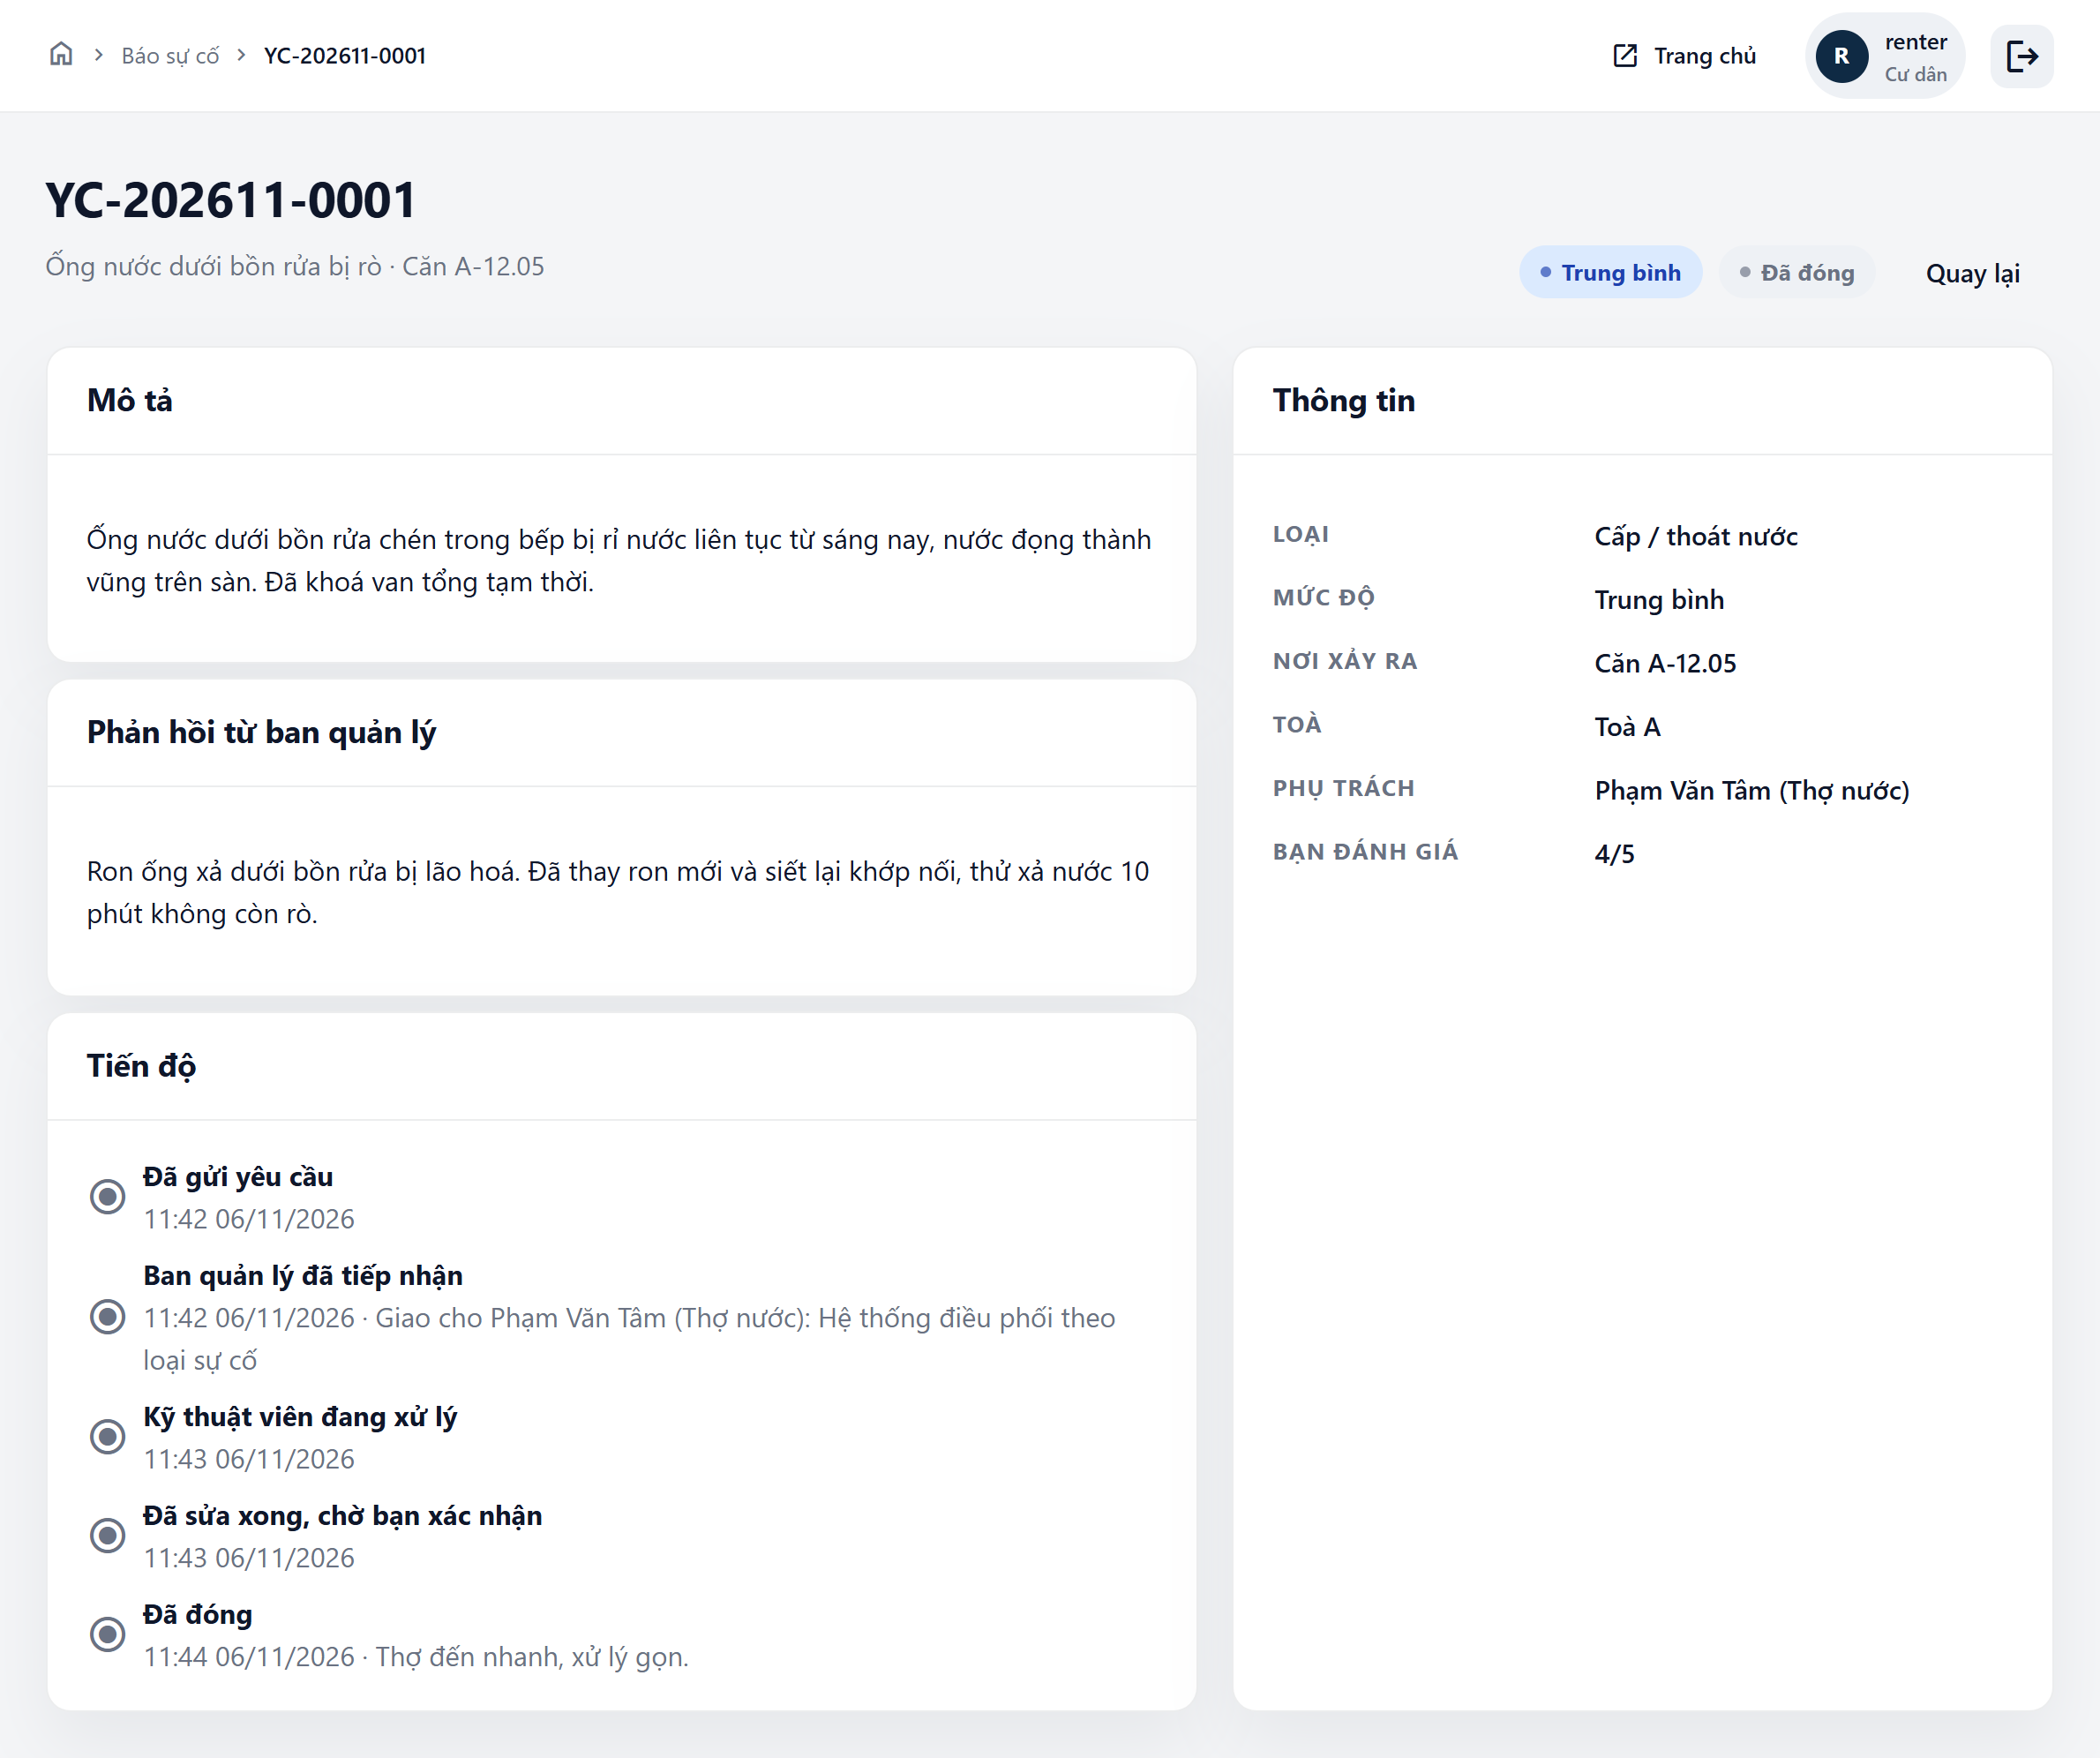 Báo sự cố
YC-202611-0001
Trang chủ
R
renter
Cư dân
YC-202611-0001
Ống nước dưới bồn rửa bị rò · Căn A-12.05
Trung bình
Đã đóng
Quay lại
Mô tả
Ống nước dưới bồn rửa chén trong bếp bị rỉ nước liên tục từ sáng nay, nước đọng thành
vũng trên sàn. Đã khoá van tổng tạm thời.
Phản hồi từ ban quản lý
Ron ống xả dưới bồn rửa bị lão hoá. Đã thay ron mới và siết lại khớp nối, thử xả nước 10
phút không còn rò.
Tiến độ
Đã gửi yêu cầu
11:42 06/11/2026
Ban quản lý đã tiếp nhận
11:42 06/11/2026 · Giao cho Phạm Văn Tâm (Thợ nước): Hệ thống điều phối theo
loại sự cố
Kỹ thuật viên đang xử lý
11:43 06/11/2026
Đã sửa xong, chờ bạn xác nhận
11:43 06/11/2026
Đã đóng
11:44 06/11/2026 · Thợ đến nhanh, xử lý gọn.
Thông tin
LOẠI
Cấp / thoát nước
MỨC ĐỘ
Trung bình
NƠI XẢY RA
Căn A-12.05
TOÀ
Toà A
PHỤ TRÁCH
Phạm Văn Tâm (Thợ nước)
BẠN ĐÁNH GIÁ
4/5